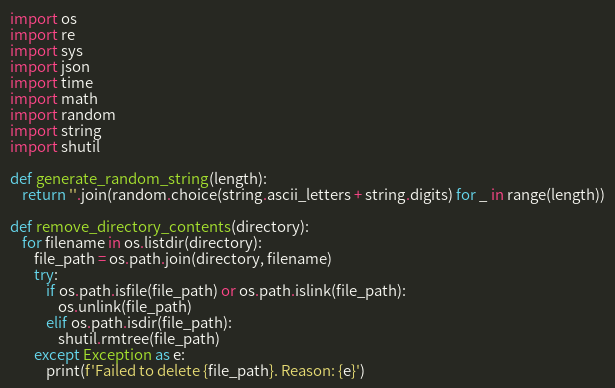 import os
import re
import sys
import json
import time
import math
import random
import string
import shutil

def generate_random_string(length):
   return ''.join(random.choice(string.ascii_letters + string.digits) for _ in range(length))

def remove_directory_contents(directory):
   for filename in os.listdir(directory):
      file_path = os.path.join(directory, filename)
      try:
         if os.path.isfile(file_path) or os.path.islink(file_path):
            os.unlink(file_path)
         elif os.path.isdir(file_path):
            shutil.rmtree(file_path)
      except Exception as e:
         print(f'Failed to delete {file_path}. Reason: {e}')